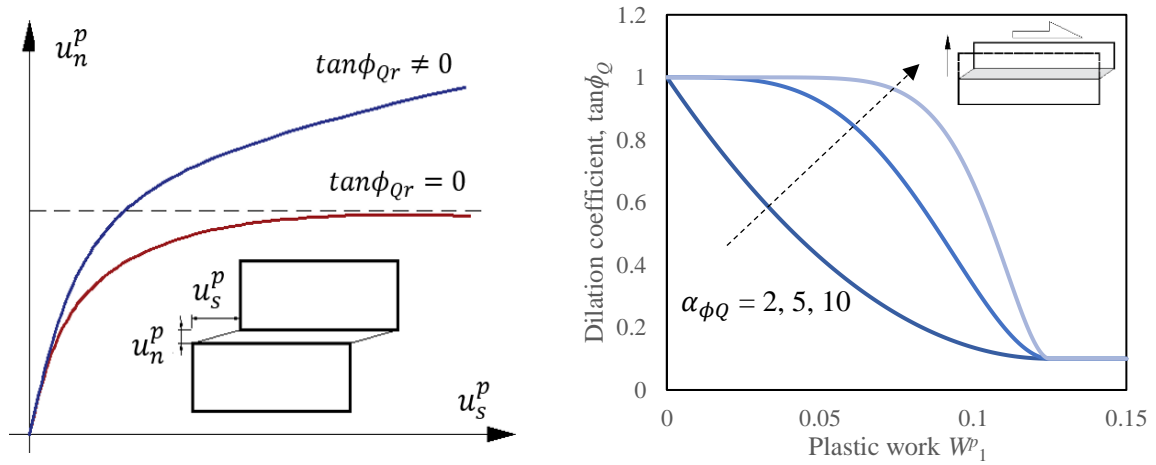 u_n^p
tanϕ_Qr ≠ 0
tanϕ_Qr = 0
u_s^p
u_n^p
u_s^p
Dilation coefficient, tanϕ_Q
1.2
1
0.8
0.6
0.4
0.2
0
α_ϕQ = 2, 5, 10
0
0.05
0.1
0.15
Plastic work W^p_1